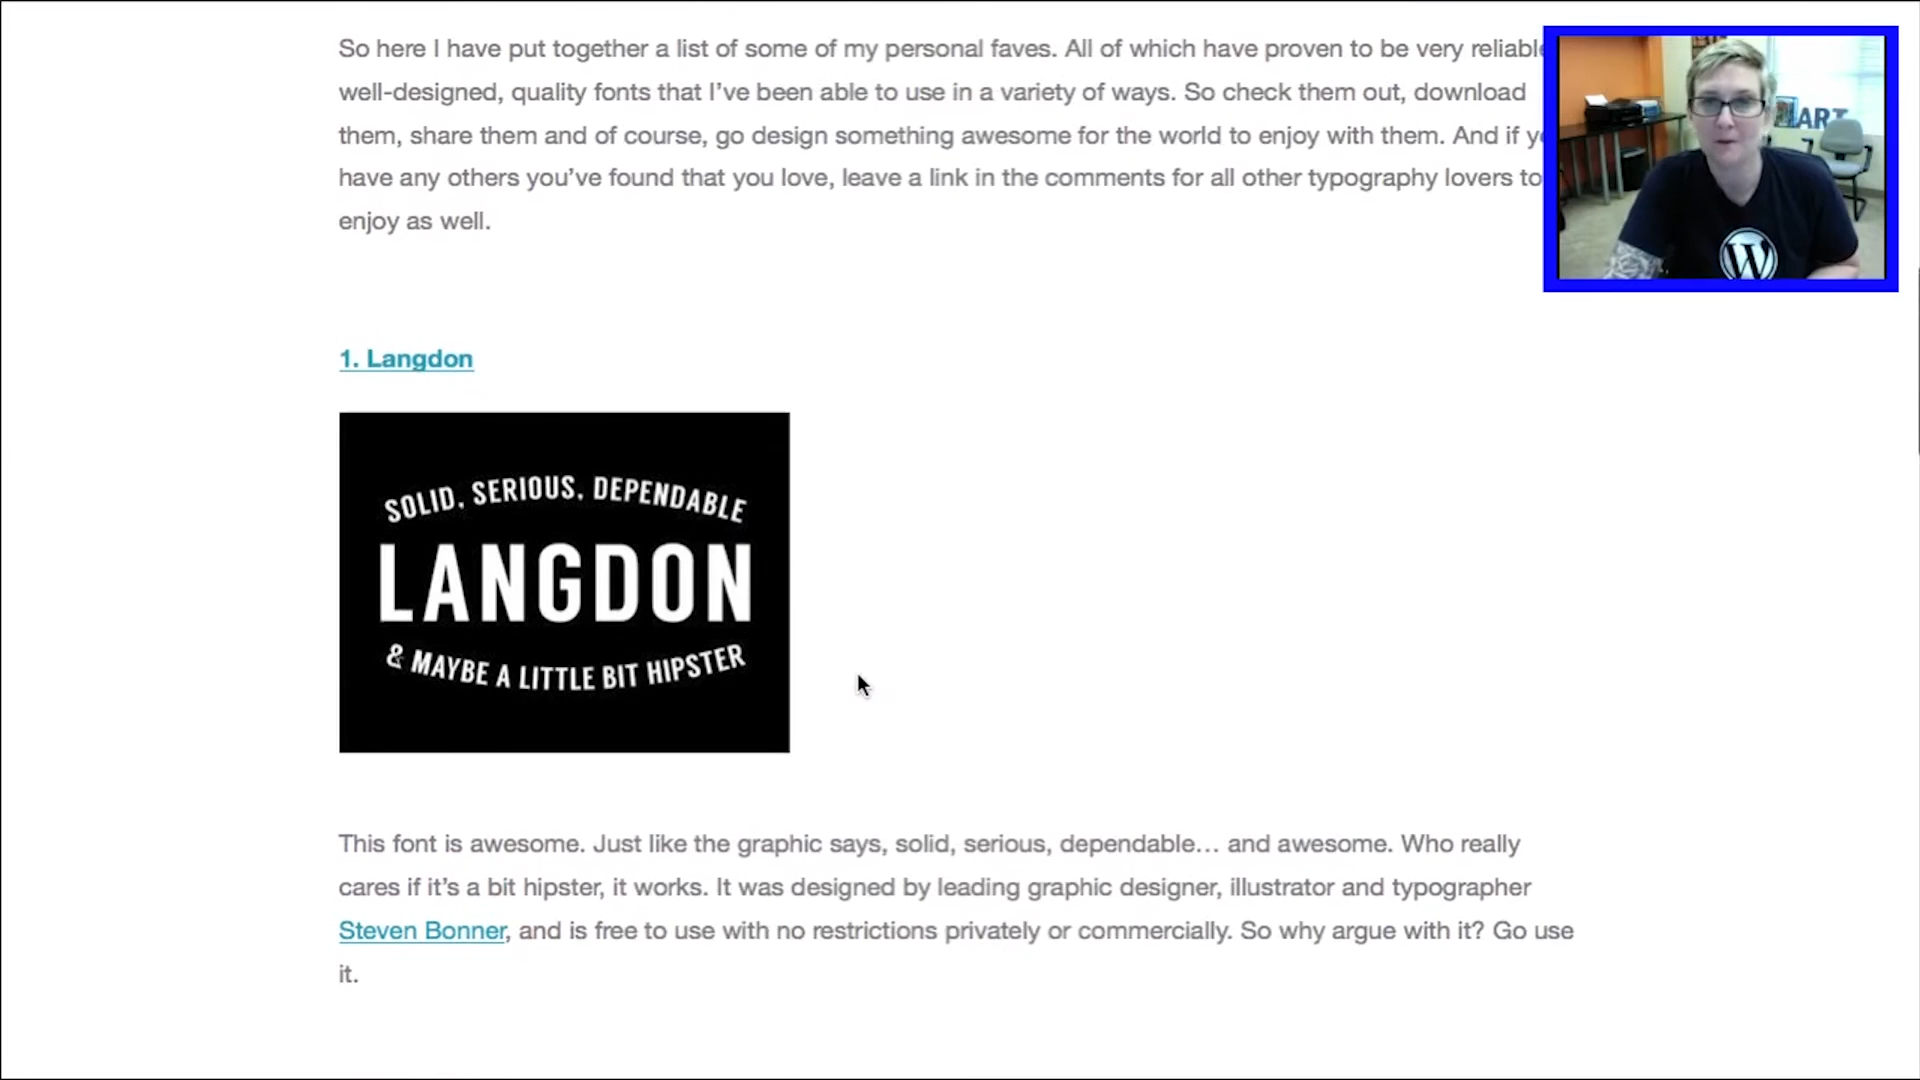 So here I have put together a list of some of my personal faves. All of which have proven to be very reliable
well-designed, quality fonts that I've been able to use in a variety of ways. So check them out, download
them, share them and of course, go design something awesome for the world to enjoy with them. And if
have any others you've found that you love, leave a link in the comments for all other typography lovers to
enjoy as well.
ART
W
1. Langdon
SOLID, SERIOUS, DEPENDABLE
LANGDON
& MAYBE A LITTLE BIT HIPSTER
This font is awesome. Just like the graphic says, solid, serious, dependable… and awesome. Who really
cares if it's a bit hipster, it works. It was designed by leading graphic designer, illustrator and typographer
Steven Bonner, and is free to use with no restrictions privately or commercially. So why argue with it? Go use
it.